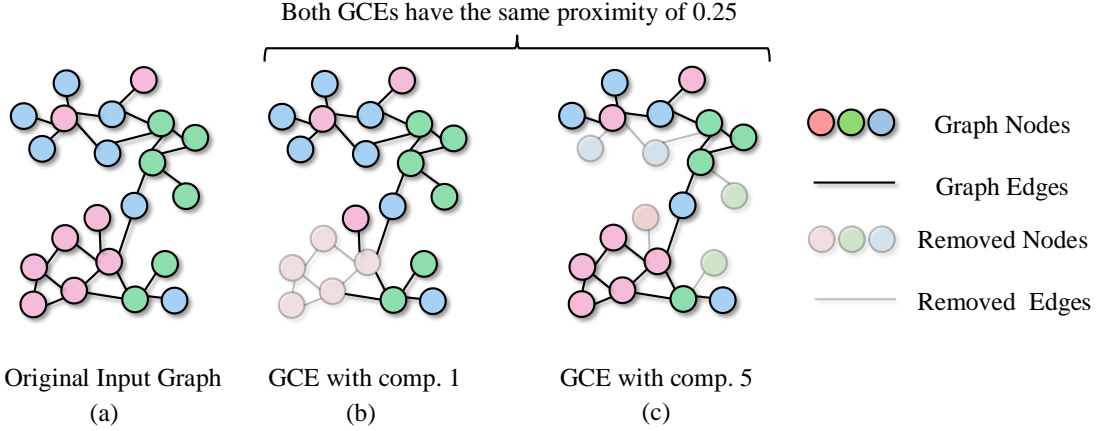 Both GCEs have the same proximity of 0.25
Graph Nodes
Graph Edges
Removed Nodes
Removed Edges
Original Input Graph
GCE with comp. 1
GCE with comp. 5
(a)
(b)
(c)